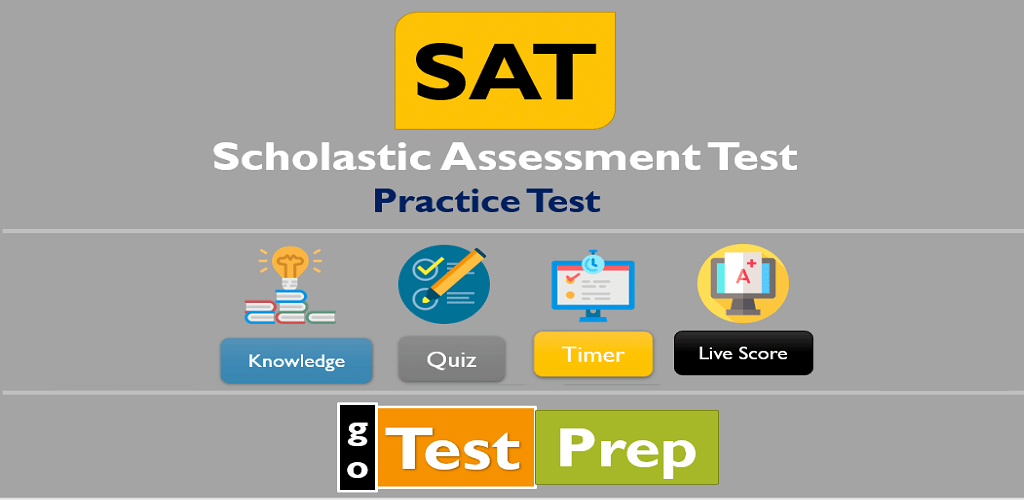 SAT
Scholastic Assessment Test
Practice Test
A+
Knowledge
Quiz
Timer
Live Score
go
Test
Prep